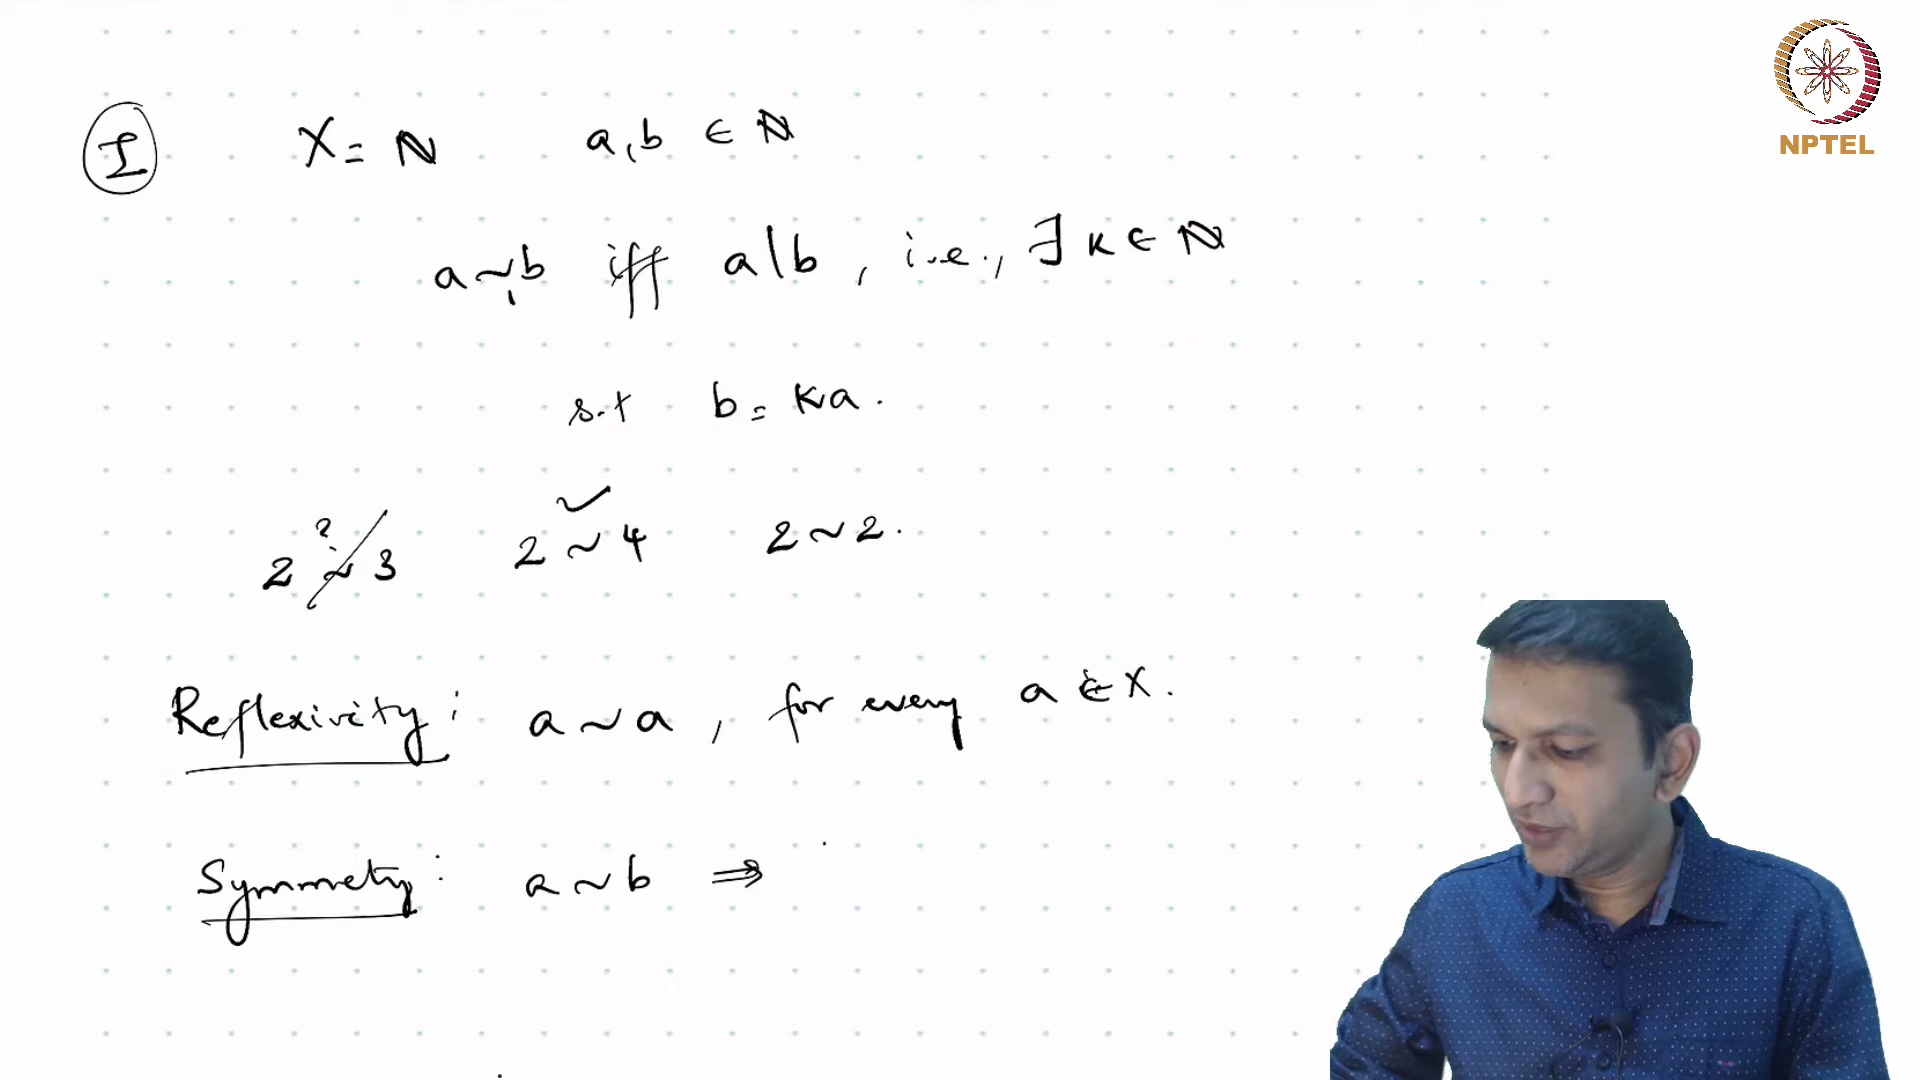 I X = ℕ a, b ∈ ℕ
a ~ b iff a|b, i.e., ∃ k ∈ ℕ
s.t b = ka.
2 ~ 3 ? 2 ~ 4 ✓ 2 ~ 2.
Reflexivity: a ~ a, for every a ∈ X.
Symmetry: a ~ b ⇒
NPTEL